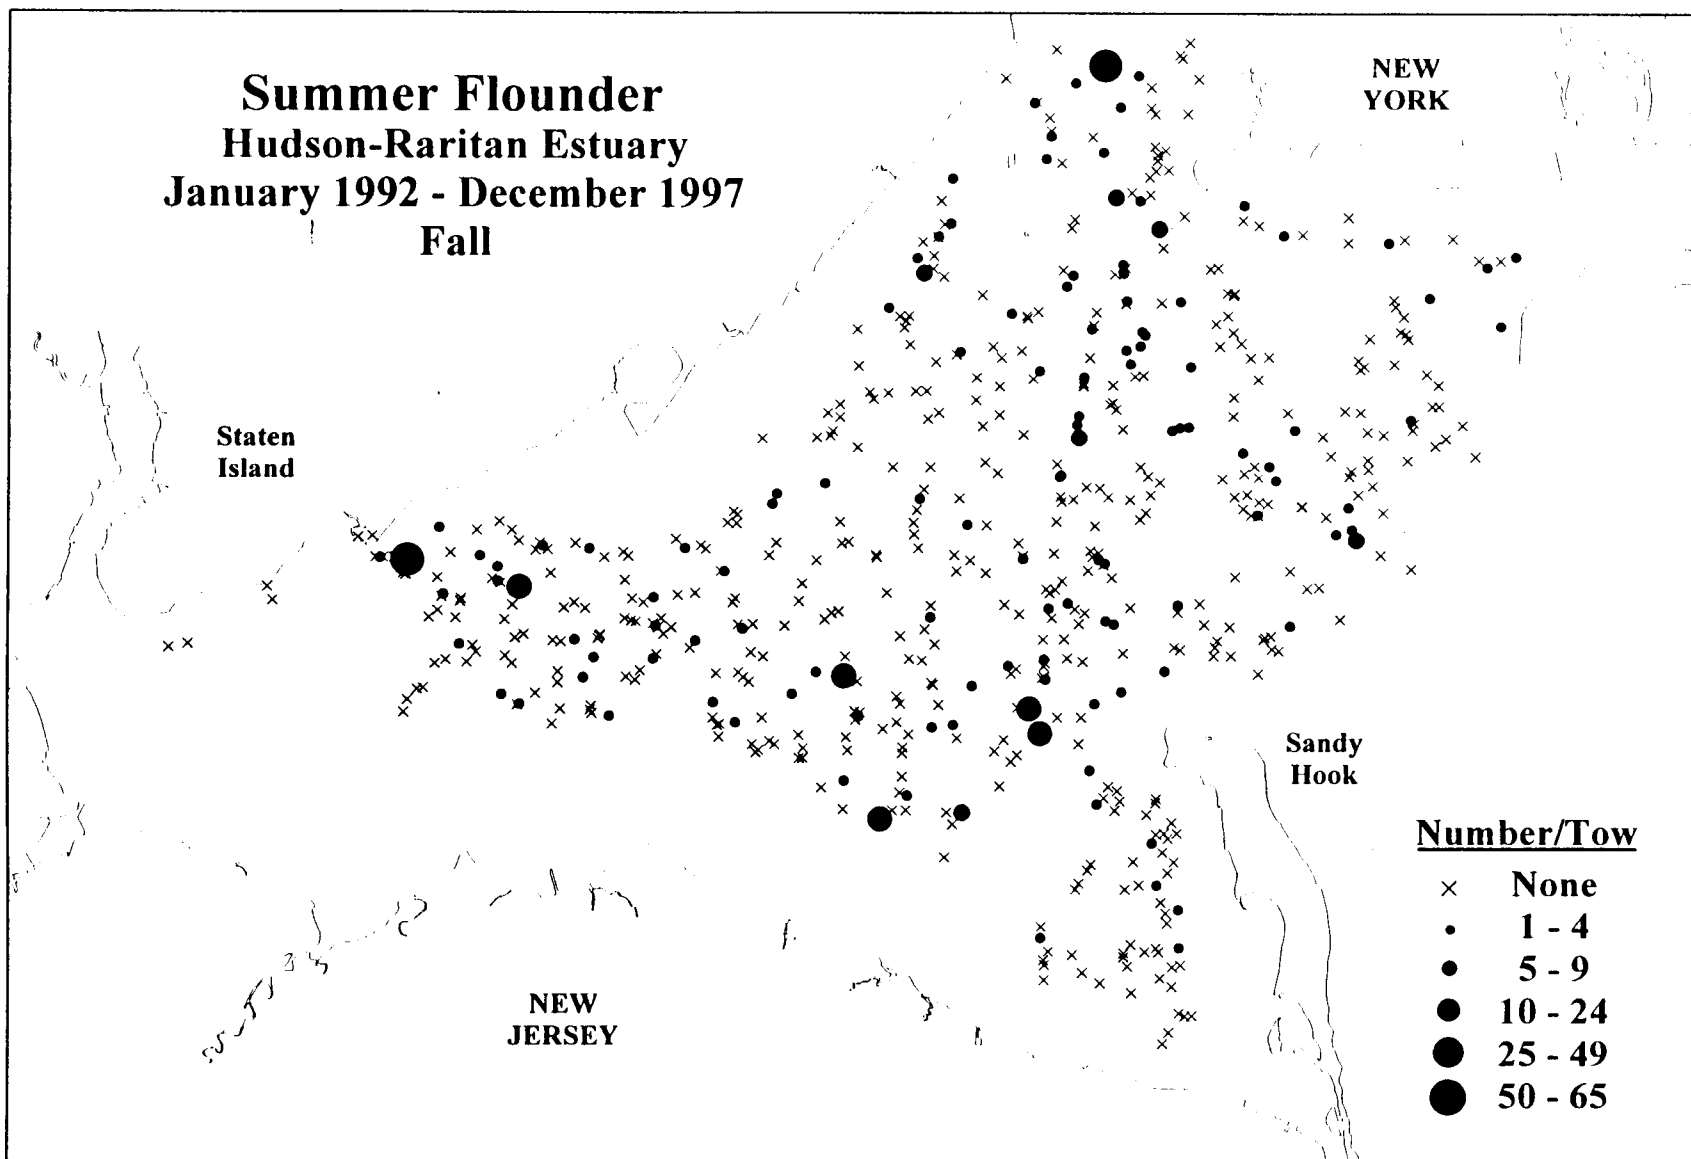 Summer Flounder
Hudson-Raritan Estuary
January 1992 - December 1997
Fall
NEW
YORK
Staten
Island
Sandy
Hook
NEW
JERSEY
Number/Tow
None
1 - 4
5 - 9
10 - 24
25 - 49
50 - 65